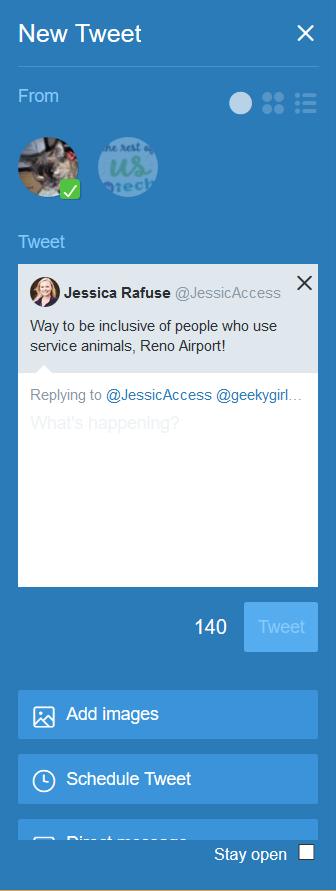 New Tweet
From
the rest of
us
tech
Tweet
Jessica Rafuse @JessicAccess
Way to be inclusive of people who use
service animals, Reno Airport!
Replying to @JessicAccess @geekygirl...
What's happening?
140 Tweet
Add images
Schedule Tweet
Direct message
Stay open